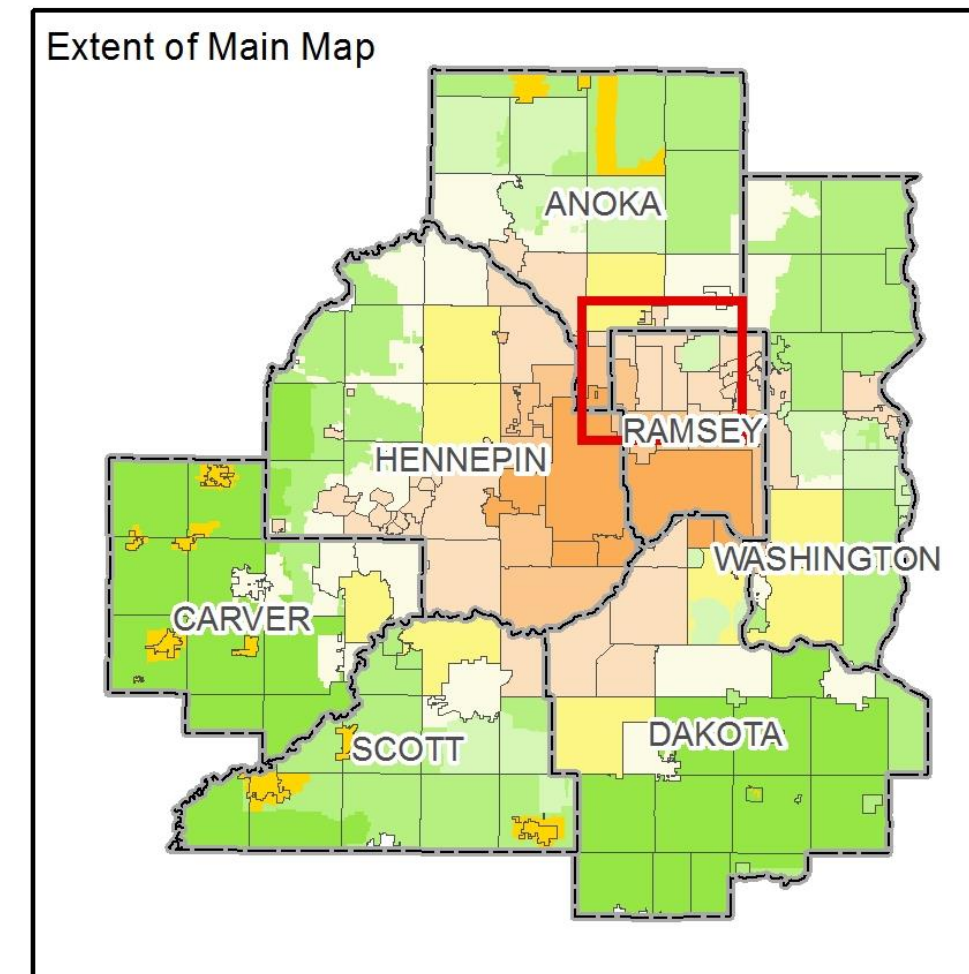 Extent of Main Map
ANOKA
RAMSEY
HENNEPIN
WASHINGTON
CARVER
SCOTT
DAKOTA